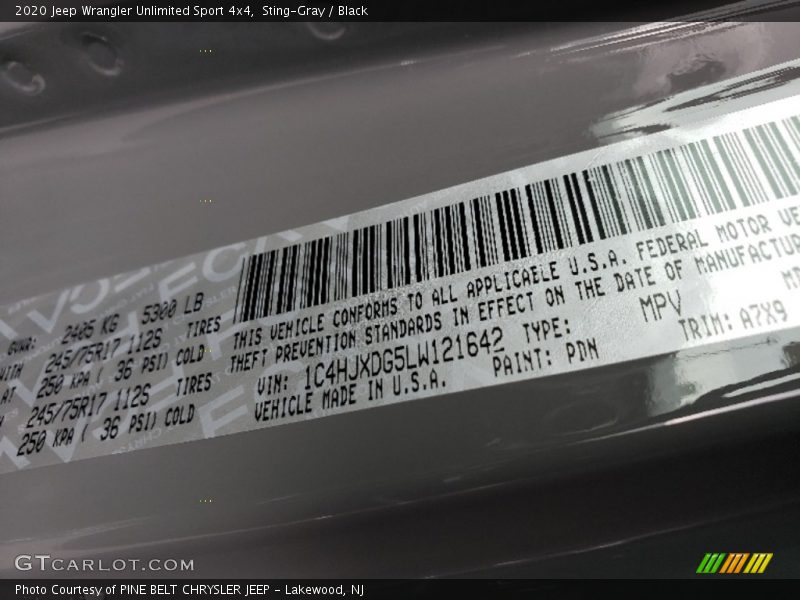 2020 Jeep Wrangler Unlimited Sport 4x4,  Sting-Gray / Black
GWR: 2405 KG 5300 LB
WITH 245/75R17 112S TIRES
AT 250 KPA ( 36 PSI) COLD
245/75R17 112S TIRES
250 KPA ( 36 PSI) COLD
THIS VEHICLE CONFORMS TO ALL APPLICABLE U.S.A. FEDERAL MOTOR VE
THEFT PREVENTION STANDARDS IN EFFECT ON THE DATE OF MANUFACTUR
VIN: 1C4HJXDG5LW121642 TYPE: MPV
VEHICLE MADE IN U.S.A. PAINT: PDN TRIM: A7X9
GTCARLOT.COM
Photo Courtesy of PINE BELT CHRYSLER JEEP - Lakewood, NJ